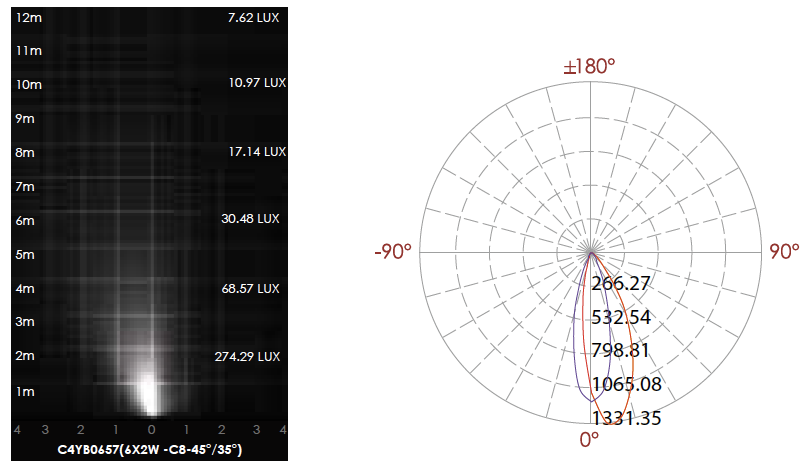 12m 7.62 LUX
11m
10m 10.97 LUX
9m
8m 17.14 LUX
7m
6m 30.48 LUX
5m
4m 68.57 LUX
3m
2m 274.29 LUX
1m
4 3 2 1 0 1 2 3 4
C4YB0657(6X2W -C8-45°/35°)
±180°
-90° 90°
266.27
532.54
798.81
1065.08
1331.35
0°